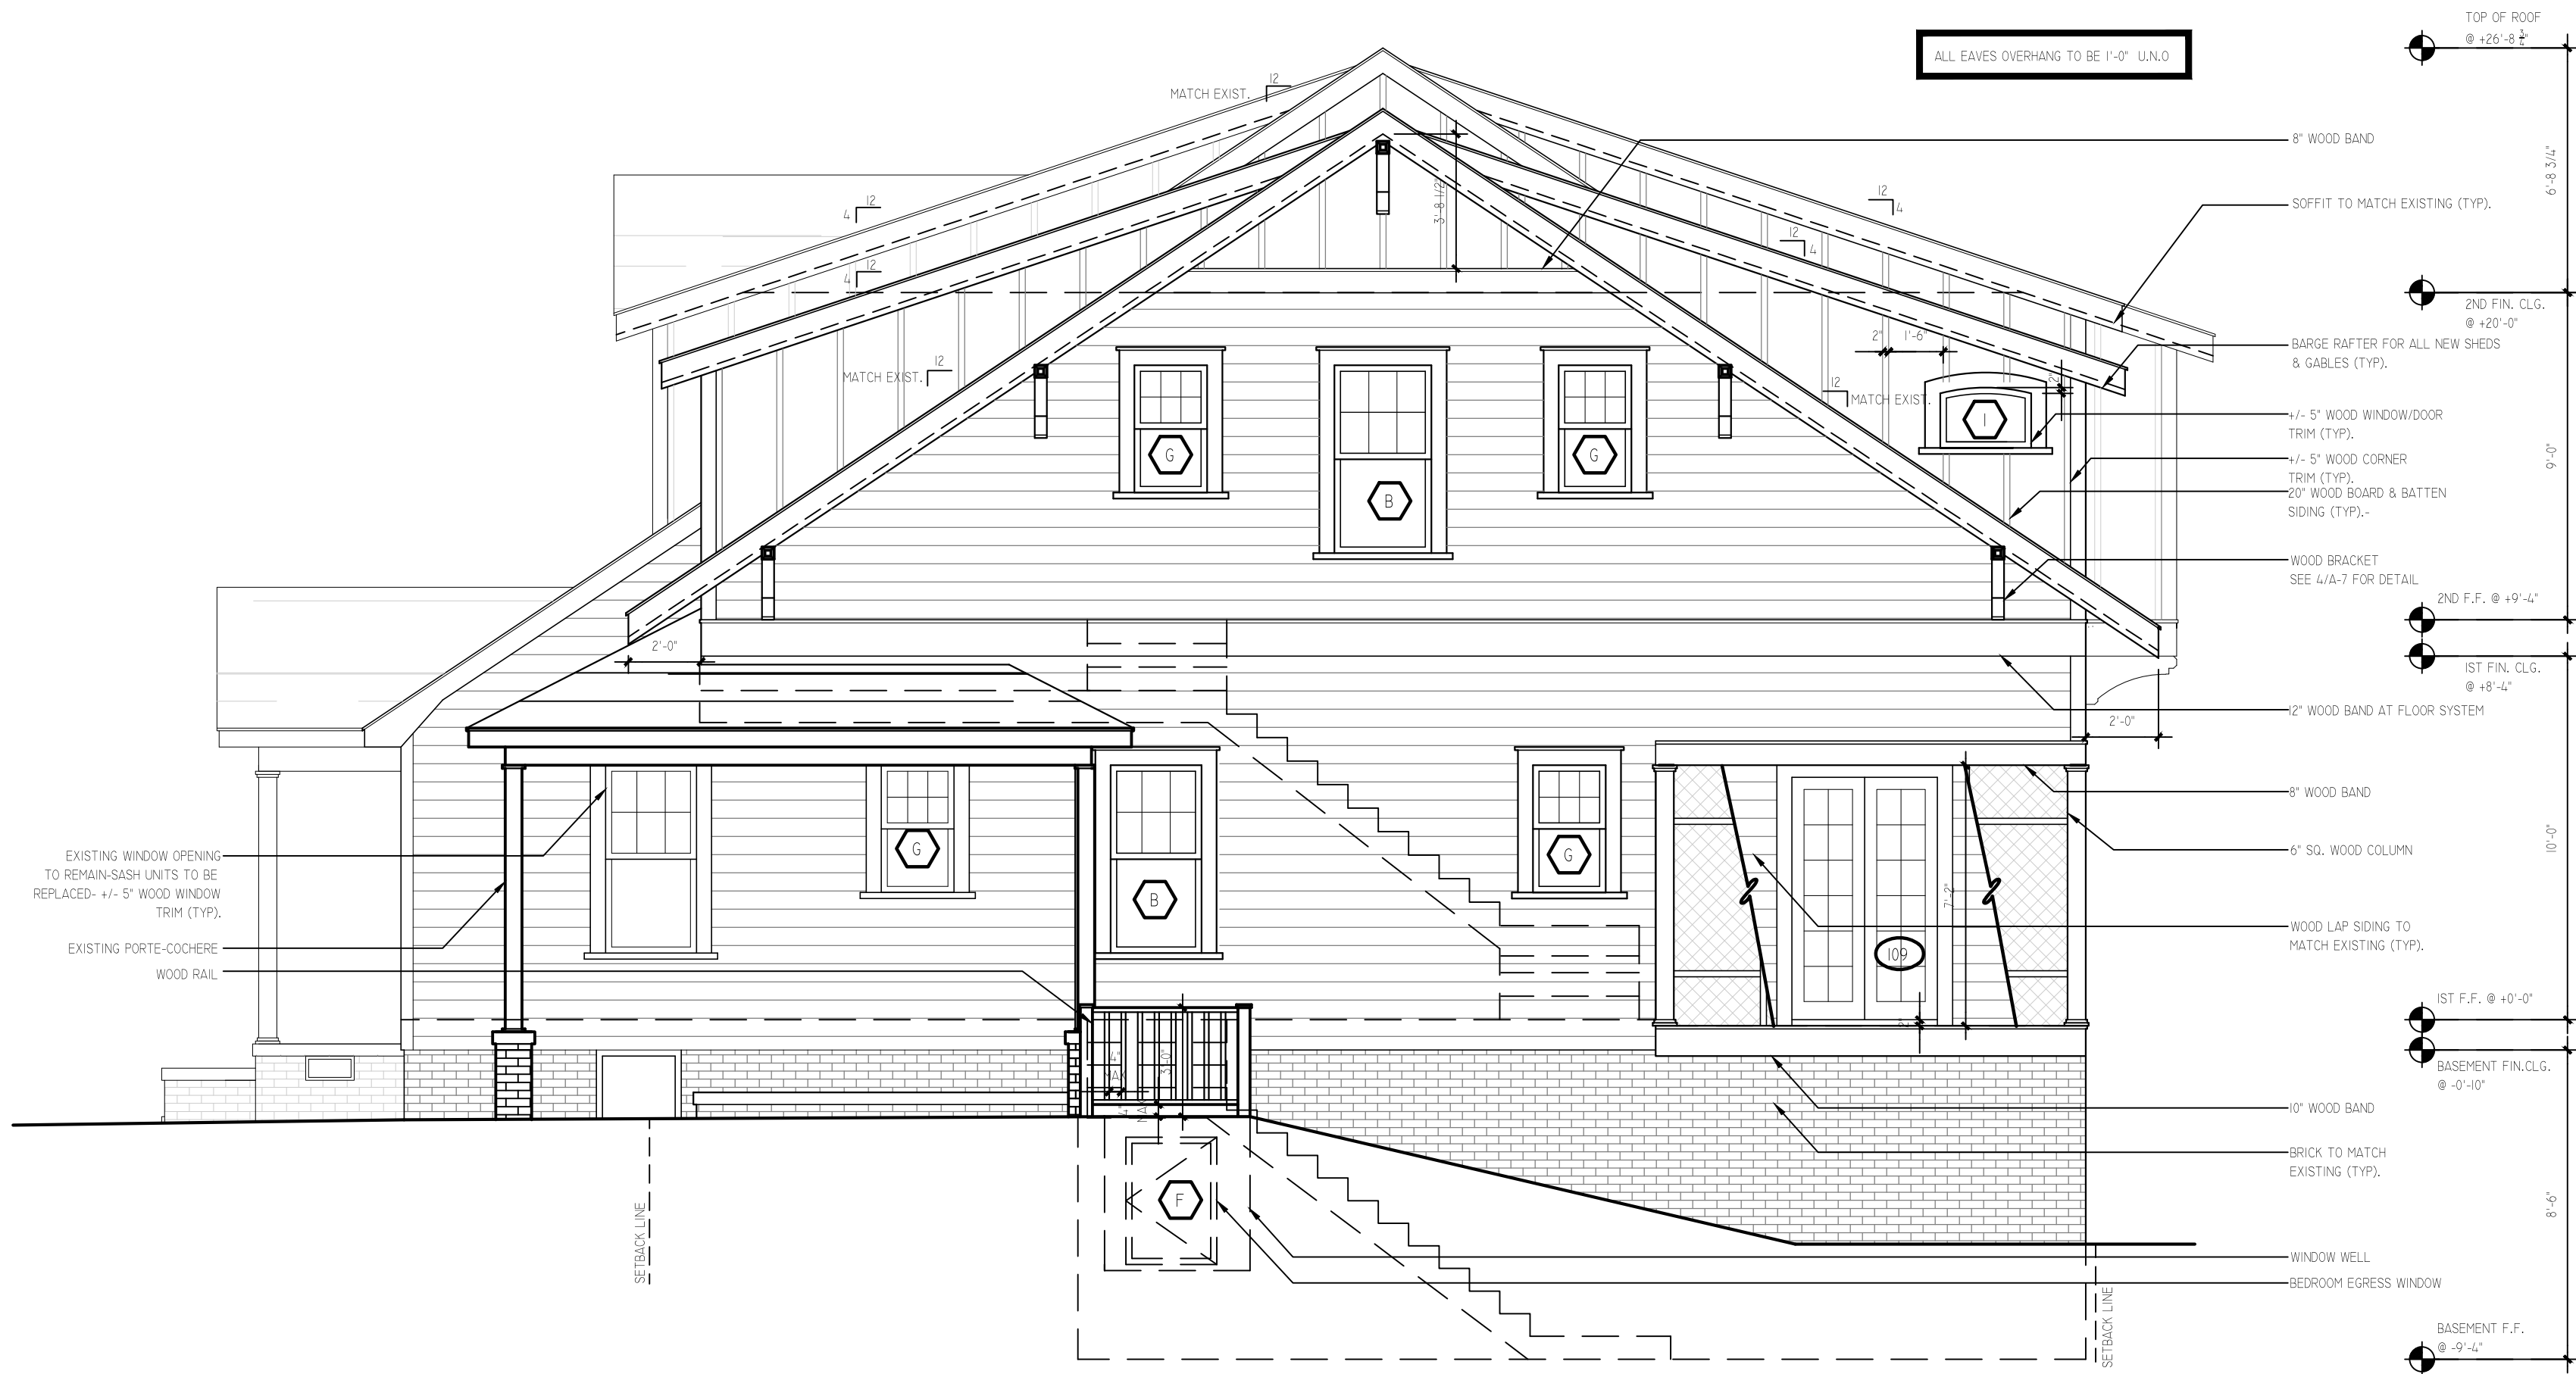 TOP OF ROOF
@ +26'-8 3/4"
ALL EAVES OVERHANG TO BE 1'-0" U.N.O
12
MATCH EXIST.
8" WOOD BAND
6'-8 3/4"
3'-8 1/2"
12
4
12
4
SOFFIT TO MATCH EXISTING (TYP).
12
4
12
4
2ND FIN. CLG.
@ +20'-0"
2"
1'-6"
BARGE RAFTER FOR ALL NEW SHEDS
& GABLES (TYP).
12
MATCH EXIST.
2"
12
MATCH EXIST.
I
+/- 5" WOOD WINDOW/DOOR
TRIM (TYP).
G
G
B
+/- 5" WOOD CORNER
TRIM (TYP).
9'-0"
20" WOOD BOARD & BATTEN
SIDING (TYP).-
WOOD BRACKET
SEE 4/A-7 FOR DETAIL
2ND F.F. @ +9'-4"
2'-0"
1ST FIN. CLG.
@ +8'-4"
12" WOOD BAND AT FLOOR SYSTEM
2'-0"
8" WOOD BAND
6" SQ. WOOD COLUMN
10'-0"
EXISTING WINDOW OPENING
TO REMAIN-SASH UNITS TO BE
REPLACED- +/- 5" WOOD WINDOW
TRIM (TYP).
G
B
G
7'-2"
109
WOOD LAP SIDING TO
MATCH EXISTING (TYP).
EXISTING PORTE-COCHERE
WOOD RAIL
1ST F.F. @ +0'-0"
2"
4"
MAX
3'-0"
4"
MAX
BASEMENT FIN.CLG.
@ -0'-10"
10" WOOD BAND
BRICK TO MATCH
EXISTING (TYP).
F
8'-6"
SETBACK LINE
WINDOW WELL
BEDROOM EGRESS WINDOW
SETBACK LINE
BASEMENT F.F.
@ -9'-4"